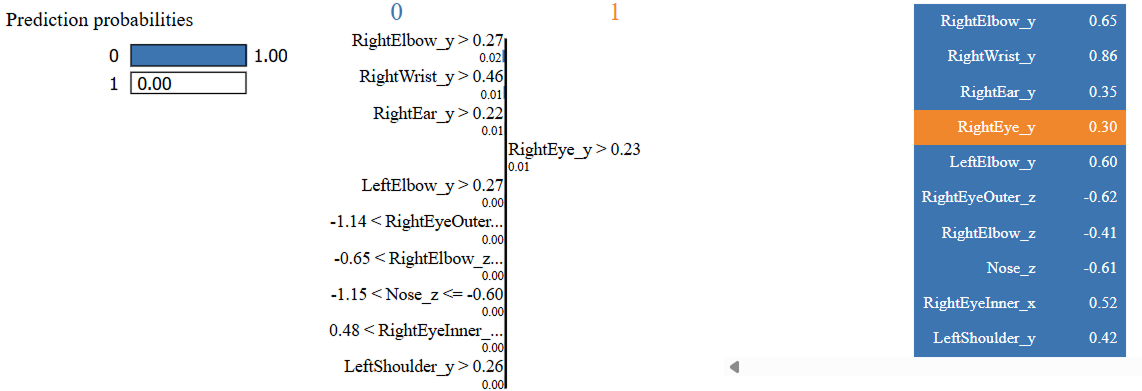 Prediction probabilities
0 1.00
1 0.00
0 1
RightElbow_y > 0.27
0.02
RightWrist_y > 0.46
0.01
RightEar_y > 0.22
0.01
RightEye_y > 0.23
0.01
LeftElbow_y > 0.27
0.00
-1.14 < RightEyeOuter...
0.00
-0.65 < RightElbow_z...
0.00
-1.15 < Nose_z <= -0.60
0.00
0.48 < RightEyeInner_...
0.00
LeftShoulder_y > 0.26
0.00
RightElbow_y 0.65
RightWrist_y 0.86
RightEar_y 0.35
RightEye_y 0.30
LeftElbow_y 0.60
RightEyeOuter_z -0.62
RightElbow_z -0.41
Nose_z -0.61
RightEyeInner_x 0.52
LeftShoulder_y 0.42